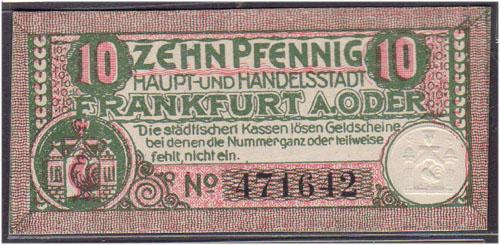 10 ZEHN PFENNIG 10
HAUPT-UND HANDELSSTADT
FRANKFURT A.ODER
Die städtischen Kassen lösen Geldscheine
bei denen die Nummer ganz oder teilweise
fehlt, nicht ein.
No 471642